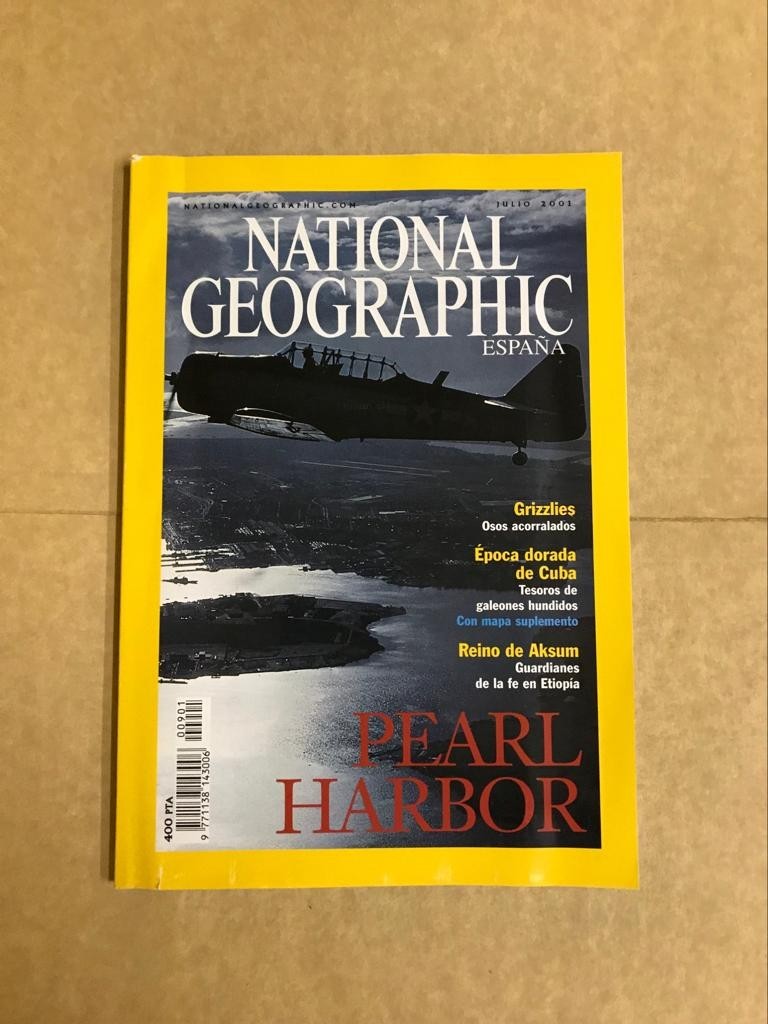 NATIONALGEOGRAPHIC.COM
JULIO 2001
NATIONAL
GEOGRAPHIC
ESPAÑA
Grizzlies
Osos acorralados
Época dorada
de Cuba
Tesoros de
galeones hundidos
Con mapa suplemento
Reino de Aksum
Guardianes
de la fe en Etiopía
PEARL
HARBOR
400 PTA
9 771138 143006
00901